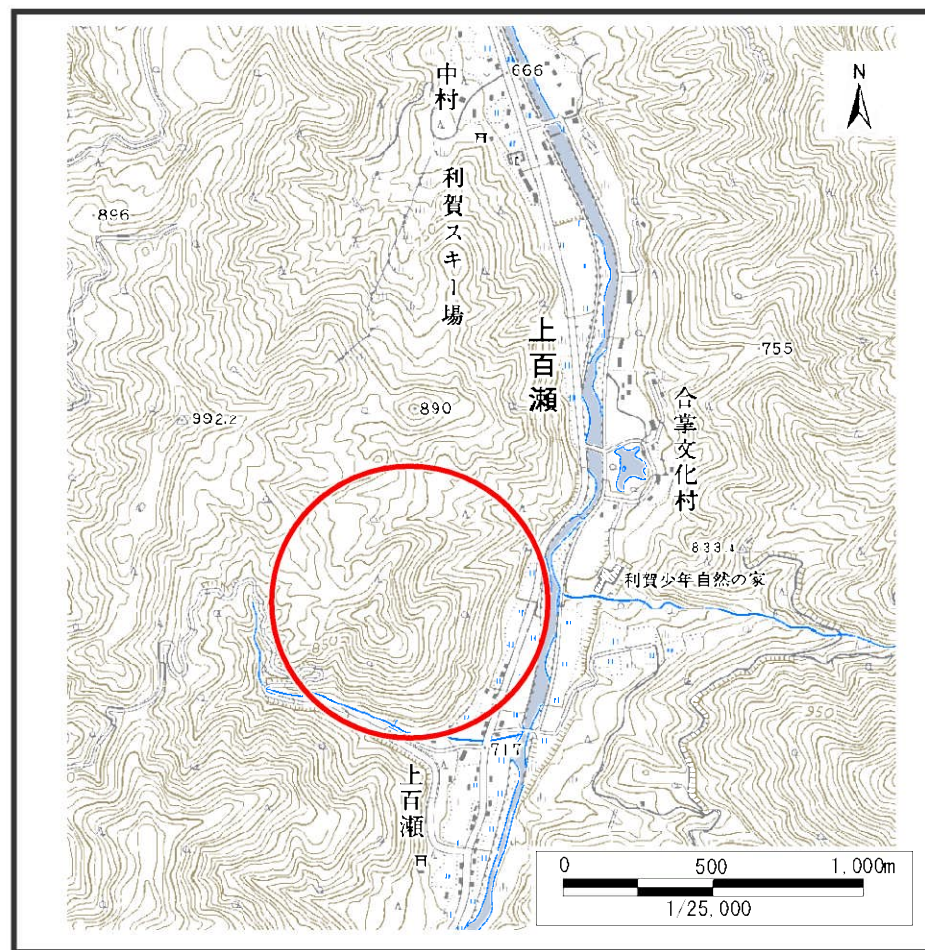 666
N
中村
利賀スキー場
896
上百瀬
755
合掌文化村
890
992.2
833.4
利賀少年自然の家
950
717
上百瀬
0 500 1,000m
1/25,000